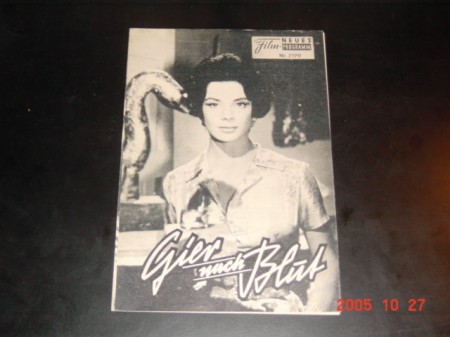 Film
NEUES
PROGRAMM
Gier
nach
Blut
2005 10 27